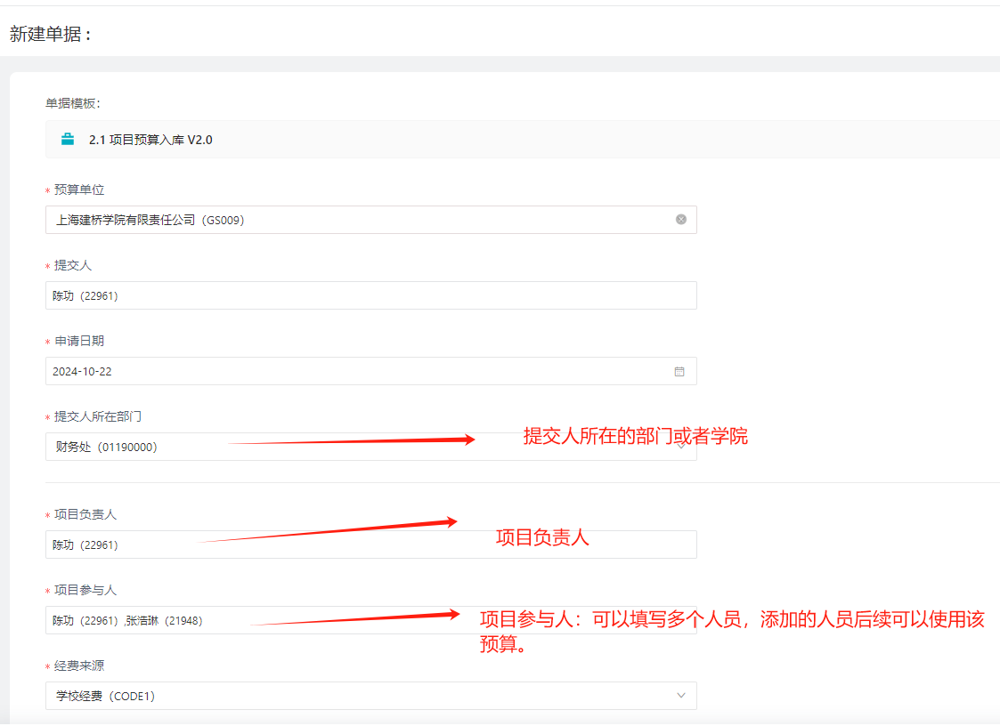 新建单据：
单据模板：
2.1 项目预算入库 V2.0
* 预算单位
上海建桥学院有限责任公司（GS009）
* 提交人
陈功（22961）
* 申请日期
2024-10-22
* 提交人所在部门
财务处（01190000）
提交人所在的部门或者学院
* 项目负责人
陈功（22961）
项目负责人
* 项目参与人
陈功（22961）,张浩琳（21948）
项目参与人：可以填写多个人员，添加的人员后续可以使用该
预算。
* 经费来源
学校经费（CODE1）